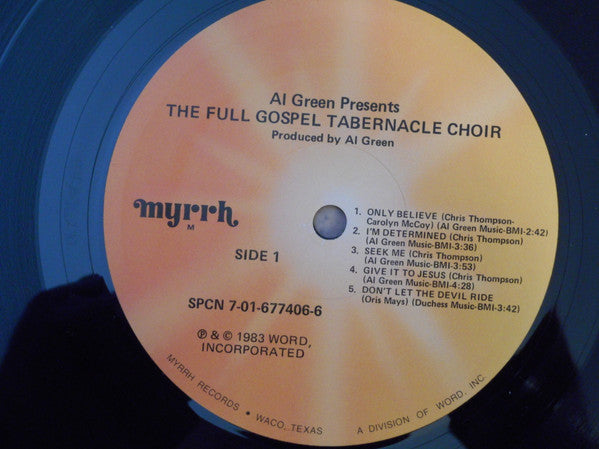 Al Green Presents
THE FULL GOSPEL TABERNACLE CHOIR
Produced by Al Green
myrrh
M
SIDE 1
SPCN 7-01-677406-6
℗ & © 1983 WORD,
INCORPORATED
1. ONLY BELIEVE (Chris Thompson-
Carolyn McCoy) (Al Green Music-BMI-2:42)
2. I'M DETERMINED (Chris Thompson)
(Al Green Music-BMI-3:36)
3. SEEK ME (Chris Thompson)
(Al Green Music-BMI-3:53)
4. GIVE IT TO JESUS (Chris Thompson)
(Al Green Music-BMI-4:28)
5. DON'T LET THE DEVIL RIDE
(Oris Mays) (Duchess Music-BMI-3:42)
MYRRH RECORDS • WACO, TEXAS A DIVISION OF WORD, INC.